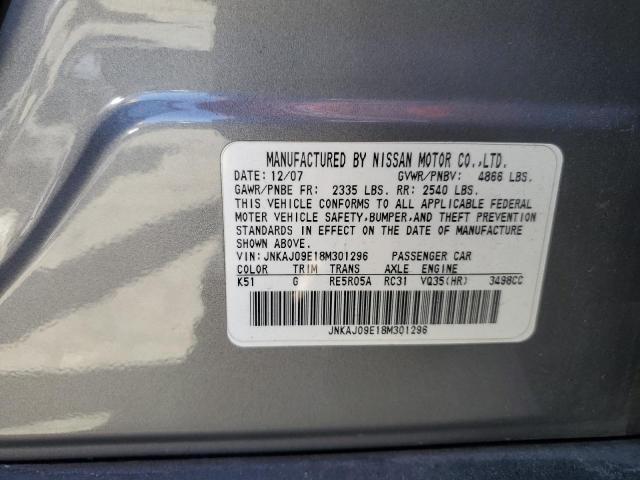 MANUFACTURED BY NISSAN MOTOR CO.,LTD.
DATE: 12/07 GVWR/PNBV: 4866 LBS.
GAWR/PNBE FR: 2335 LBS. RR: 2540 LBS.
THIS VEHICLE CONFORMS TO ALL APPLICABLE FEDERAL
MOTER VEHICLE SAFETY,BUMPER,AND THEFT PREVENTION
STANDARDS IN EFFECT ON THE DATE OF MANUFACTURE
SHOWN ABOVE.
VIN: JNKAJ09E18M301296 PASSENGER CAR
COLOR TRIM TRANS AXLE ENGINE
K51 G RE5R05A RC31 VQ35(HR) 3498CC
JNKAJ09E18M301296